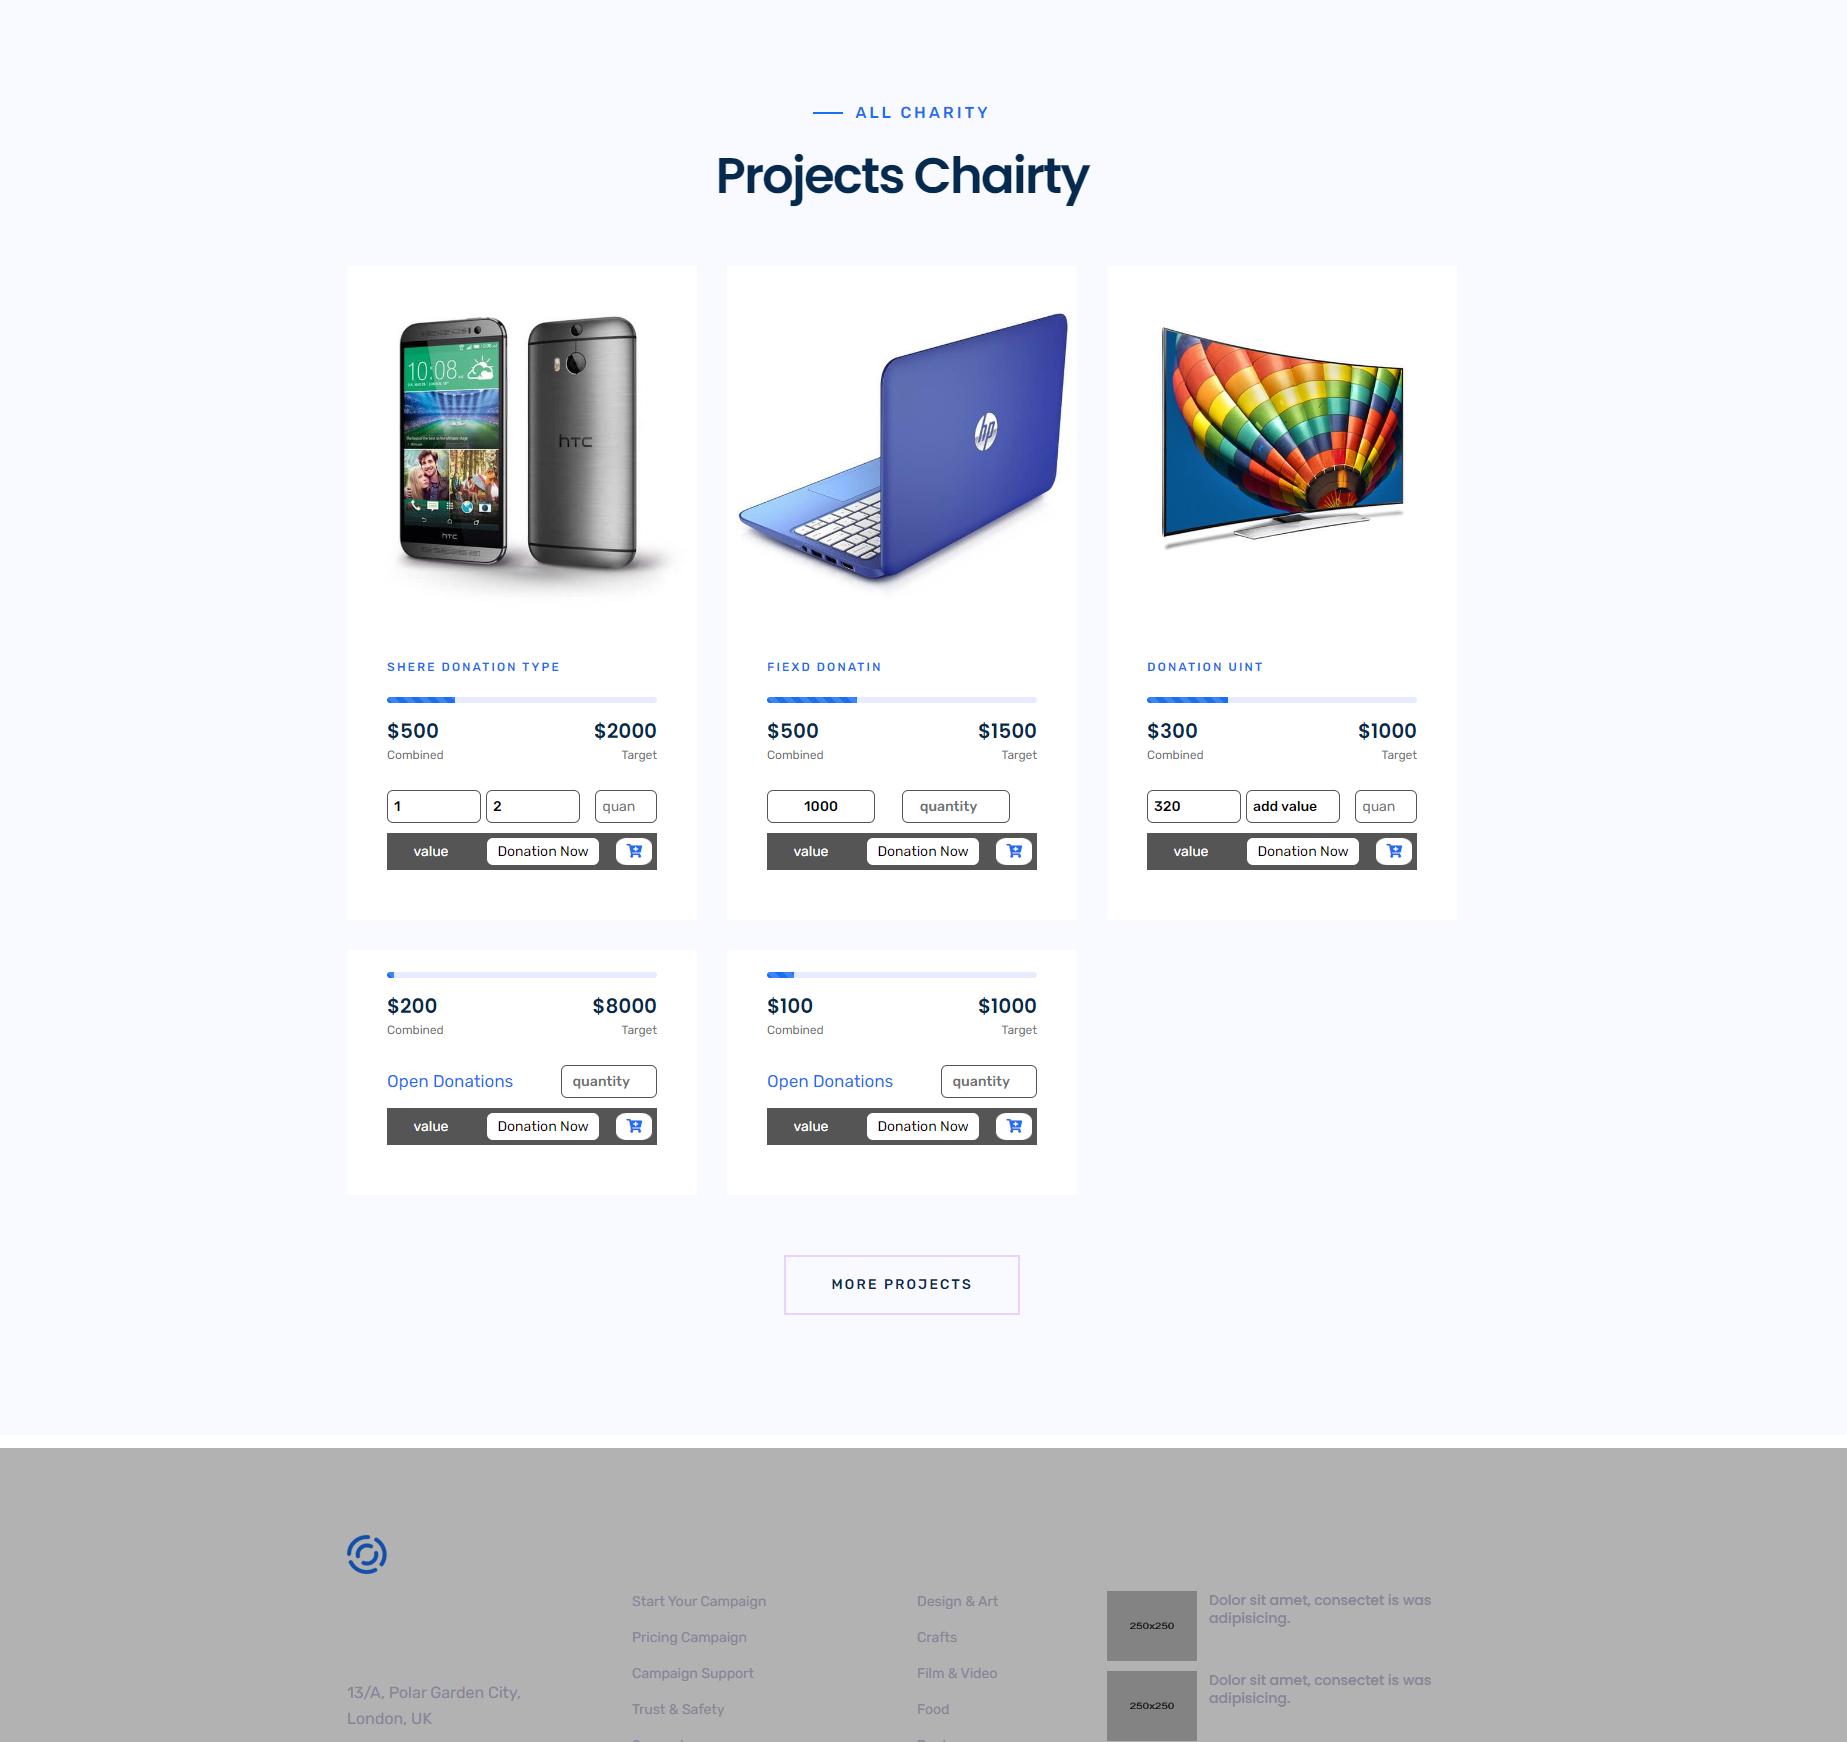 ALL CHARITY
Projects Chairty
10:08
htc
htc
hp
SHERE DONATION TYPE
$500 $2000
Combined Target
1 2 quan
value Donation Now
FIEXD DONATIN
$500 $1500
Combined Target
1000 quantity
value Donation Now
DONATION UINT
$300 $1000
Combined Target
320 add value quan
value Donation Now
$200 $8000
Combined Target
Open Donations quantity
value Donation Now
$100 $1000
Combined Target
Open Donations quantity
value Donation Now
MORE PROJECTS
13/A, Polar Garden City,
London, UK
Start Your Campaign
Pricing Campaign
Campaign Support
Trust & Safety
Design & Art
Crafts
Film & Video
Food
250x250
Dolor sit amet, consectet is was
adipisicing.
250x250
Dolor sit amet, consectet is was
adipisicing.